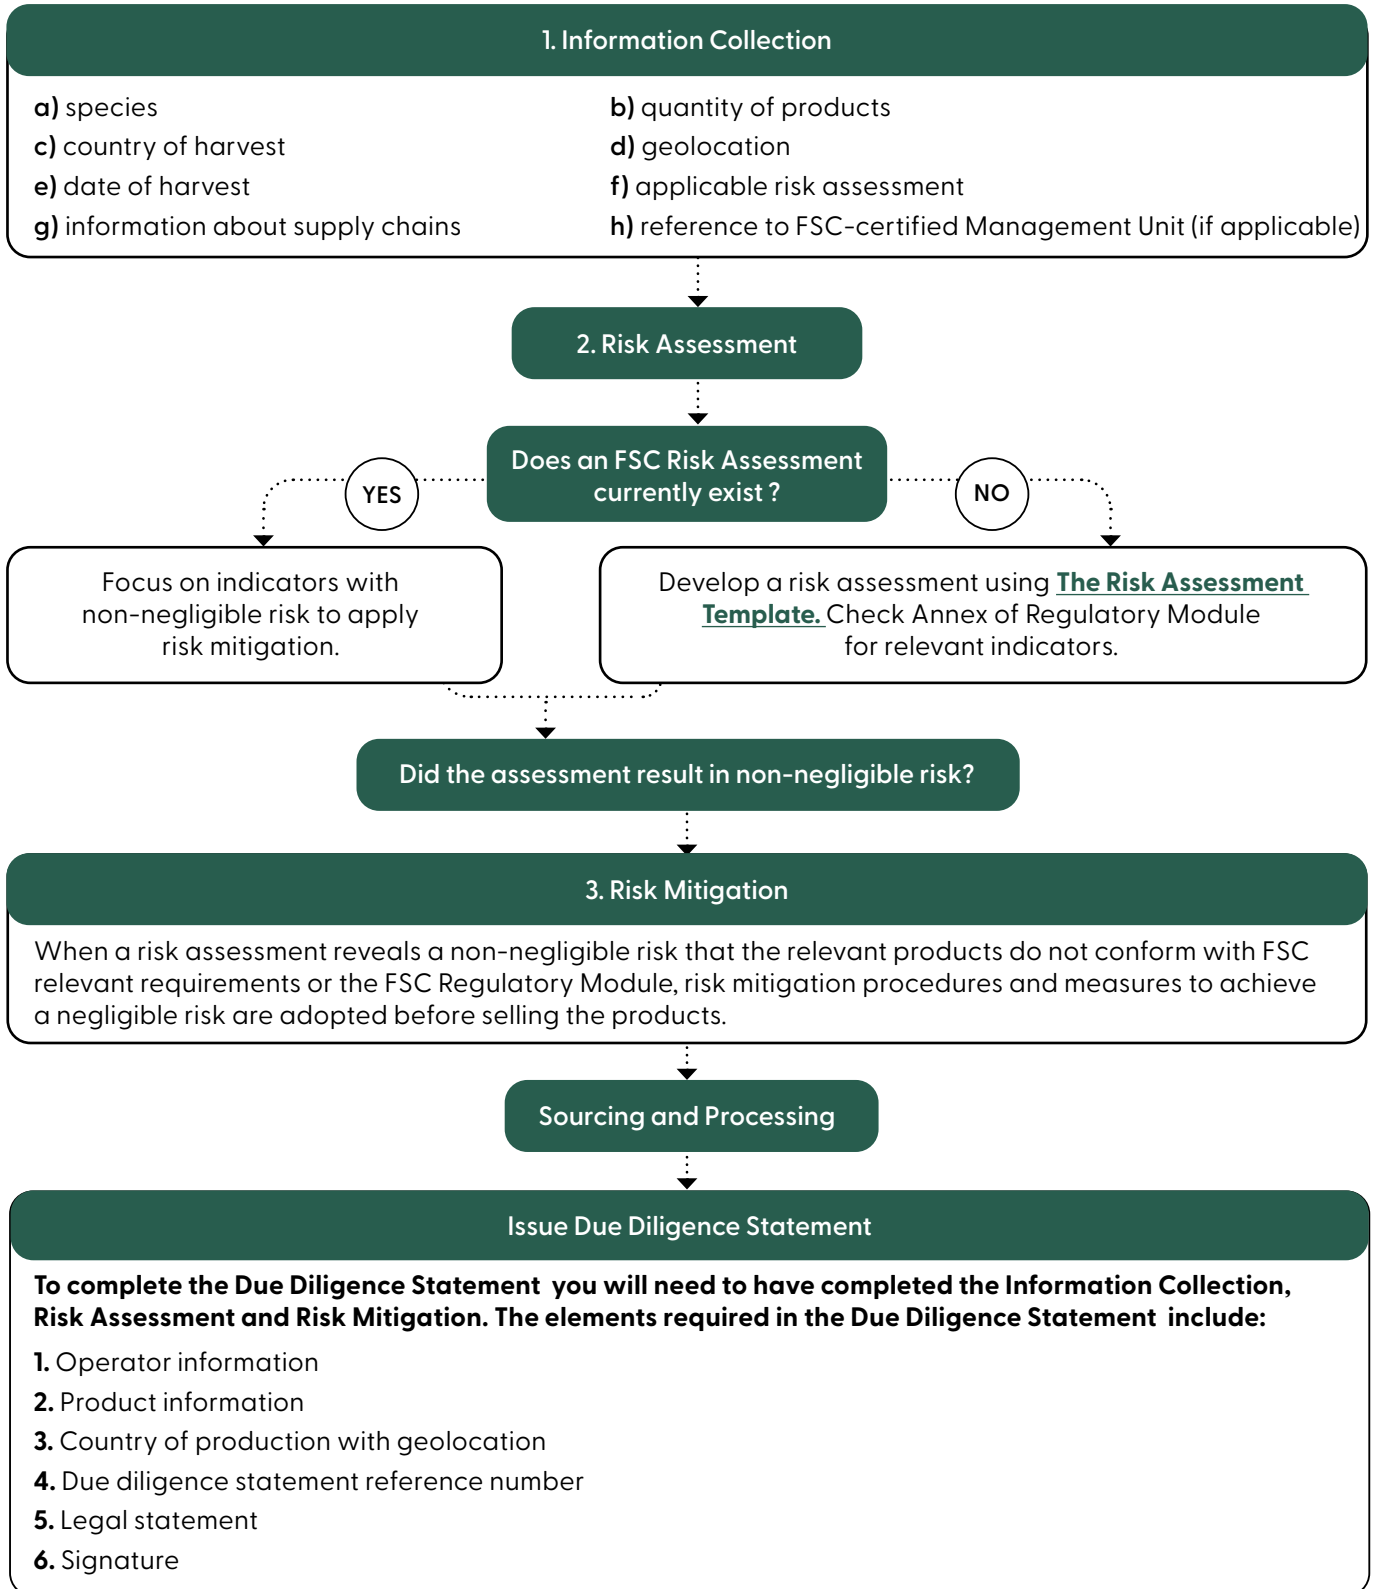 1. Information Collection
a) species
b) quantity of products
c) country of harvest
d) geolocation
e) date of harvest
f) applicable risk assessment
g) information about supply chains
h) reference to FSC-certified Management Unit (if applicable)
2. Risk Assessment
Does an FSC Risk Assessment
currently exist ?
YES
NO
Focus on indicators with
non-negligible risk to apply
risk mitigation.
Develop a risk assessment using The Risk Assessment
Template. Check Annex of Regulatory Module
for relevant indicators.
Did the assessment result in non-negligible risk?
3. Risk Mitigation
When a risk assessment reveals a non-negligible risk that the relevant products do not conform with FSC
relevant requirements or the FSC Regulatory Module, risk mitigation procedures and measures to achieve
a negligible risk are adopted before selling the products.
Sourcing and Processing
Issue Due Diligence Statement
To complete the Due Diligence Statement you will need to have completed the Information Collection,
Risk Assessment and Risk Mitigation. The elements required in the Due Diligence Statement include:
1. Operator information
2. Product information
3. Country of production with geolocation
4. Due diligence statement reference number
5. Legal statement
6. Signature